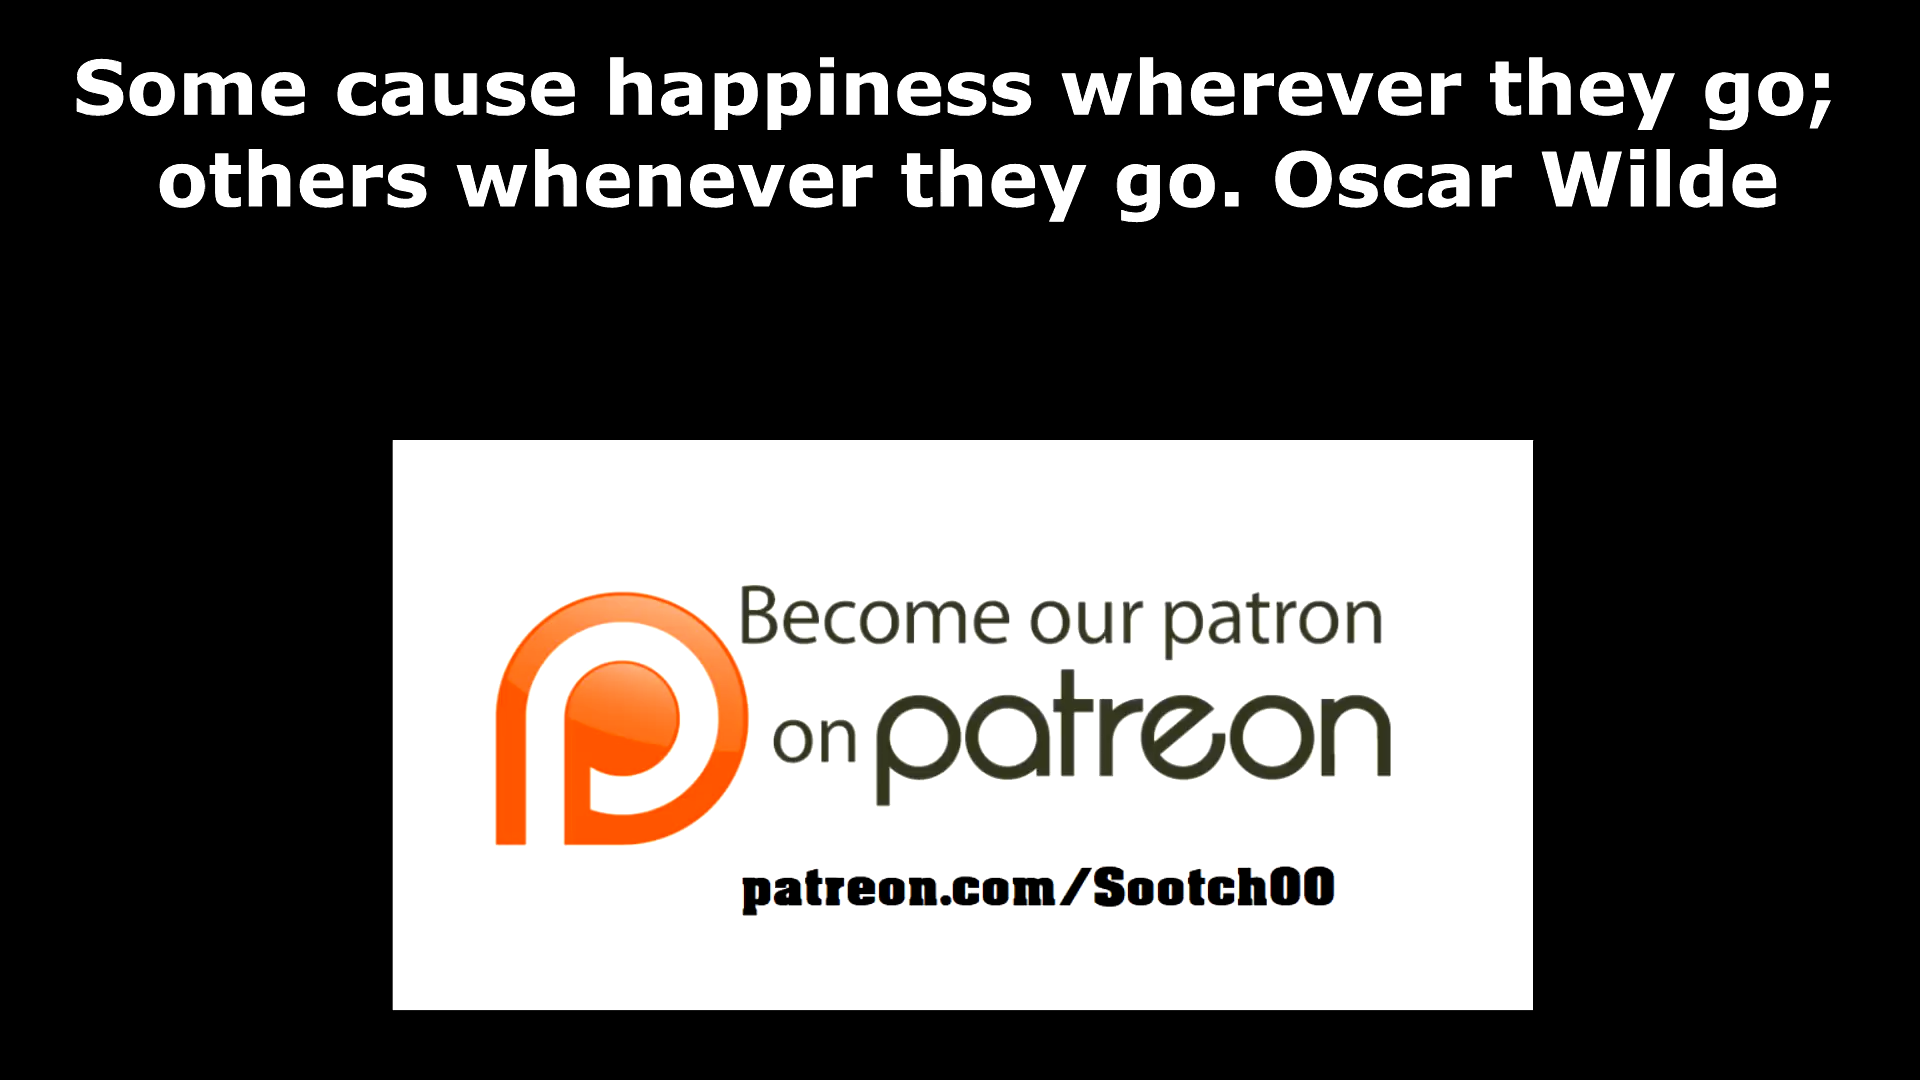 Some cause happiness wherever they go;
others whenever they go. Oscar Wilde
Become our patron
on patreon
patreon.com/Sootch00